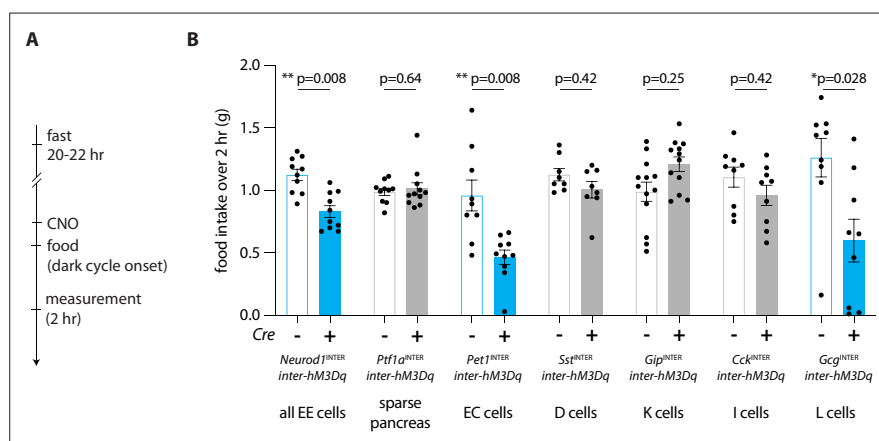 A
fast
20-22 hr
CNO
food
(dark cycle onset)
measurement
(2 hr)
B
food intake over 2 hr (g)
2.0
1.5
1.0
0.5
0.0
** p=0.008
p=0.64
** p=0.008
p=0.42
p=0.25
p=0.42
*p=0.028
Cre - + - + - + - + - + - + - +
Neurod1INTER Ptf1aINTER Pet1INTER SstINTER GipINTER CckINTER GcgINTER
inter-hM3Dq inter-hM3Dq inter-hM3Dq inter-hM3Dq inter-hM3Dq inter-hM3Dq inter-hM3Dq
all EE cells
sparse
pancreas
EC cells
D cells
K cells
I cells
L cells